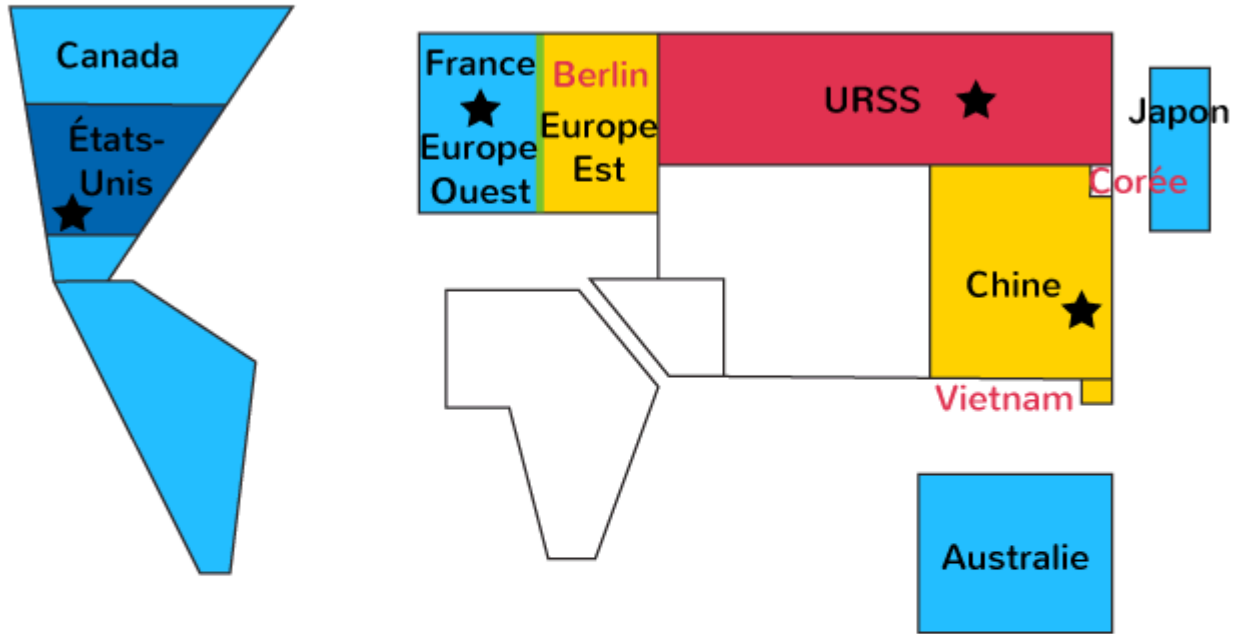 Canada
États-
Unis
France
Europe
Ouest
Berlin
Europe
Est
URSS
Japon
Corée
Chine
Vietnam
Australie